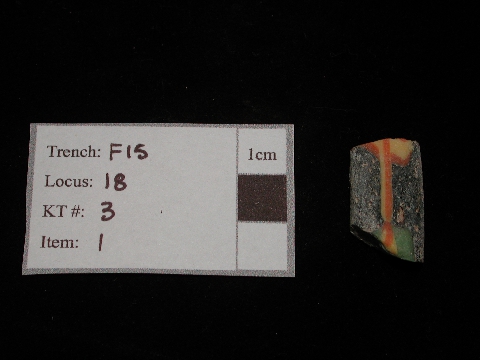 Trench: F15
Locus: 18
KT #: 3
Item: 1
1cm